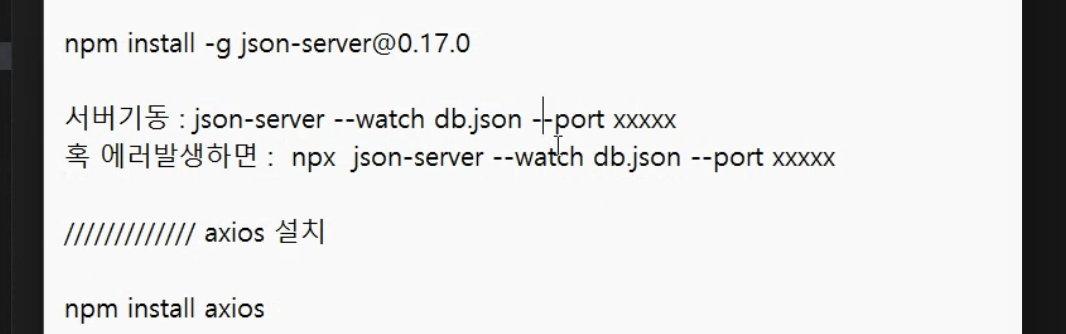 npm install -g json-server@0.17.0
서버기동 : json-server --watch db.json --port xxxxx
혹 에러발생하면 :  npx  json-server --watch db.json --port xxxxx
///////////// axios 설치
npm install axios